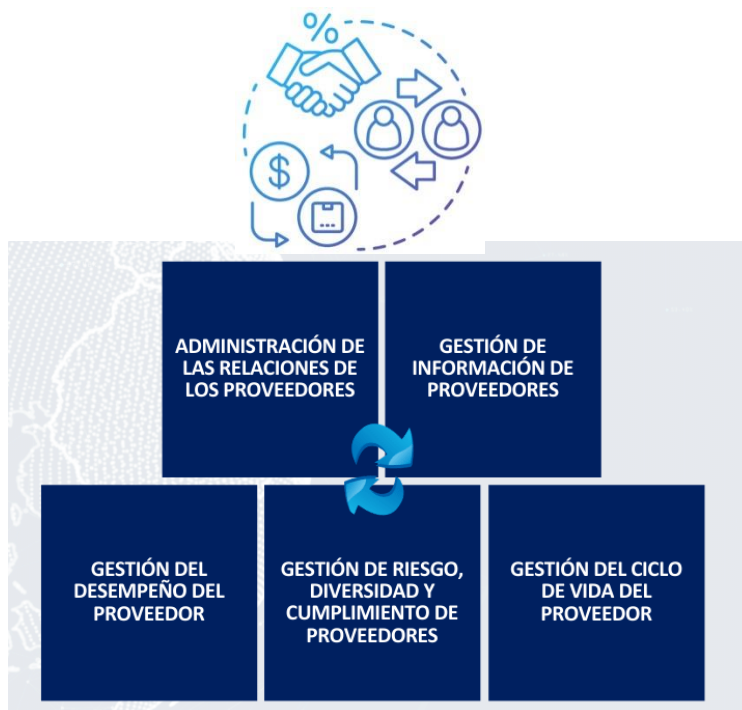 %
$
ADMINISTRACIÓN DE
LAS RELACIONES DE
LOS PROVEEDORES
GESTIÓN DE
INFORMACIÓN DE
PROVEEDORES
GESTIÓN DEL
DESEMPEÑO DEL
PROVEEDOR
GESTIÓN DE RIESGO,
DIVERSIDAD Y
CUMPLIMIENTO DE
PROVEEDORES
GESTIÓN DEL CICLO
DE VIDA DEL
PROVEEDOR